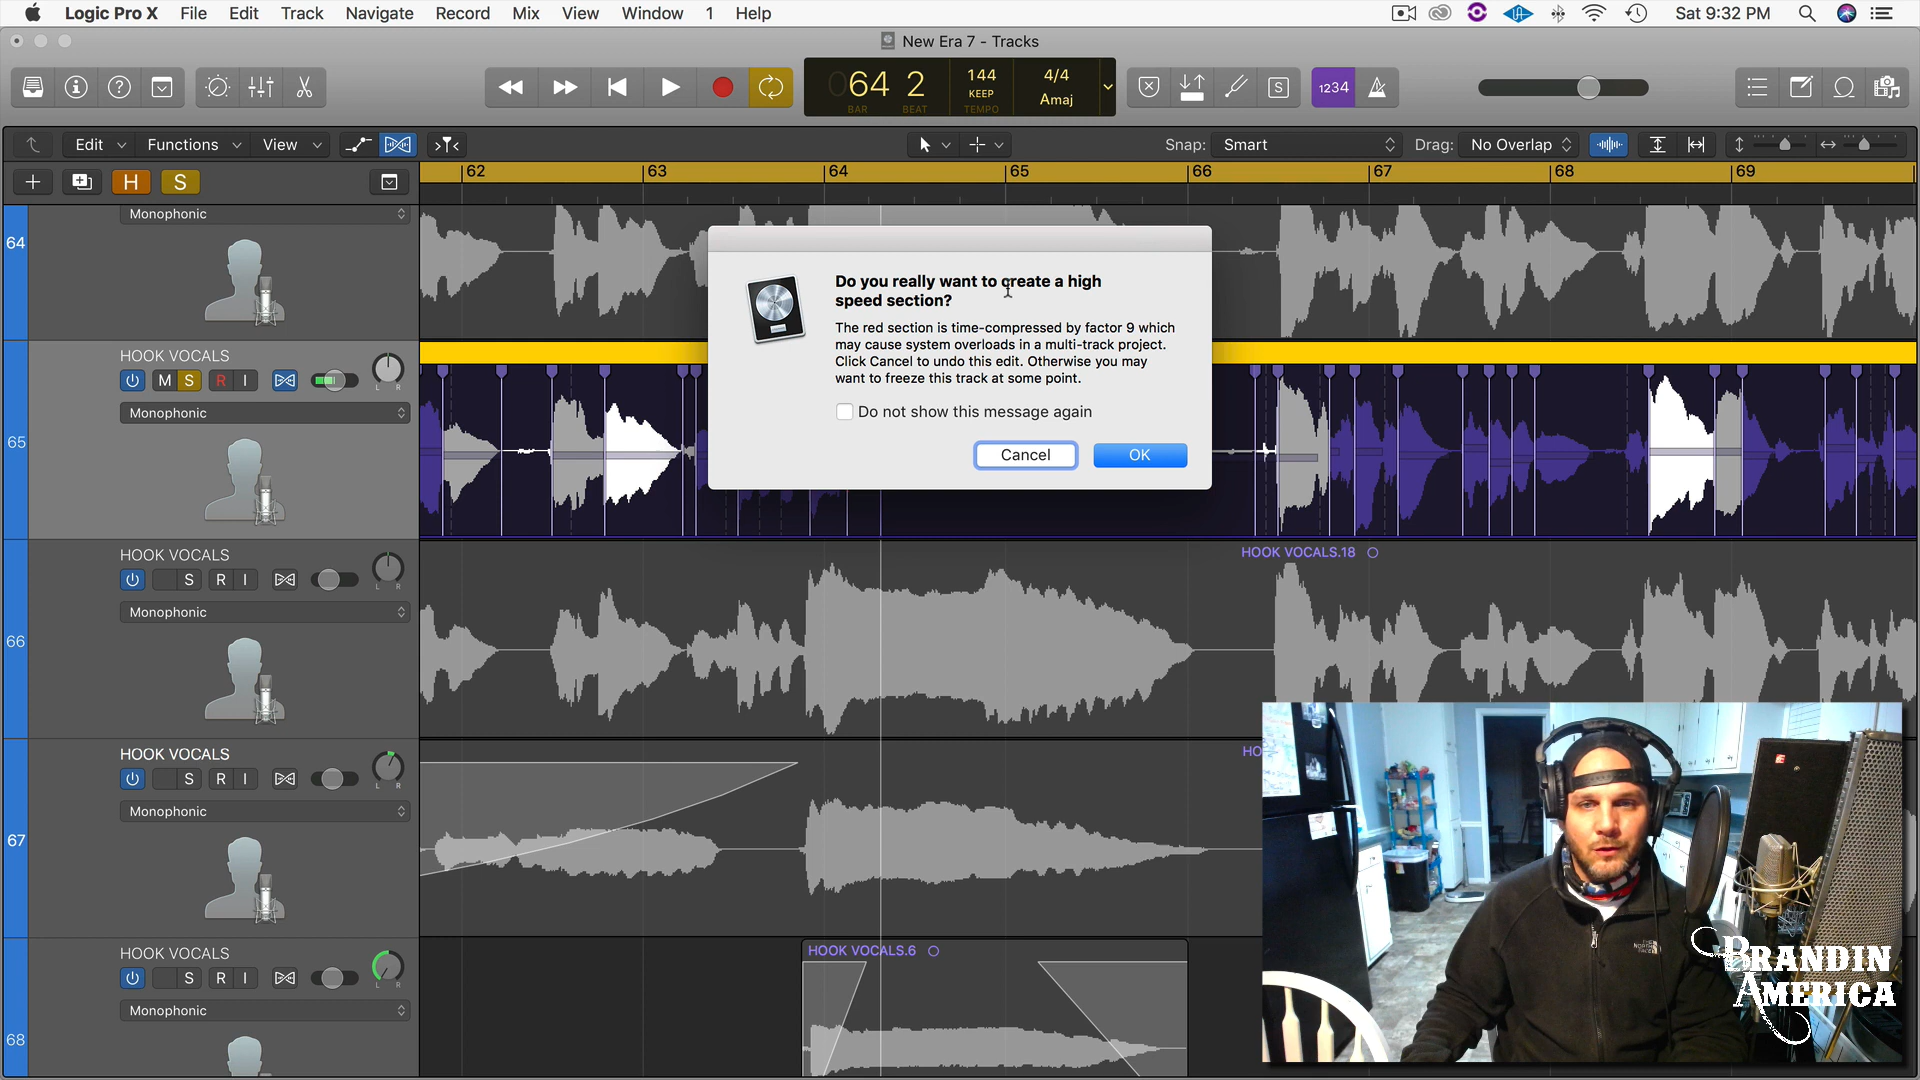 Logic Pro X File Edit Track Navigate Record Mix View Window 1 Help Sat 9:32 PM
New Era 7 - Tracks
64 2 144 4/4
KEEP Amaj
BAR BEAT TEMPO
S 1234
Edit Functions View Snap: Smart Drag: No Overlap
H S
62 63 64 65 66 67 68 69
Monophonic
64
Do you really want to create a high
speed section?
The red section is time-compressed by factor 9 which
may cause system overloads in a multi-track project.
Click Cancel to undo this edit. Otherwise you may
want to freeze this track at some point.
Do not show this message again
Cancel OK
HOOK VOCALS
M S R I L R
Monophonic
65
HOOK VOCALS
S R I L R
Monophonic
66
HOOK VOCALS.18
HOOK VOCALS
S R I L R
Monophonic
67
HO
HOOK VOCALS
S R I L R
Monophonic
68
HOOK VOCALS.6
THE NORTH FACE
BRANDIN
AMERICA